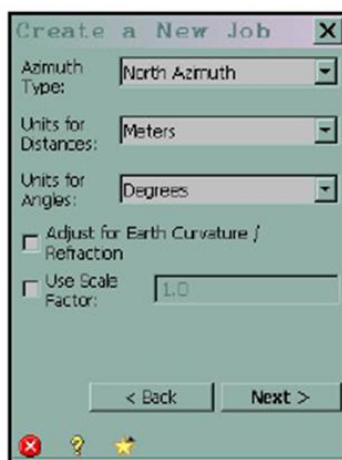 Create a New Job
Azimuth Type: North Azimuth
Units for Distances: Meters
Units for Angles: Degrees
Adjust for Earth Curvature /
Refraction
Use Scale Factor: 1.0
< Back Next >